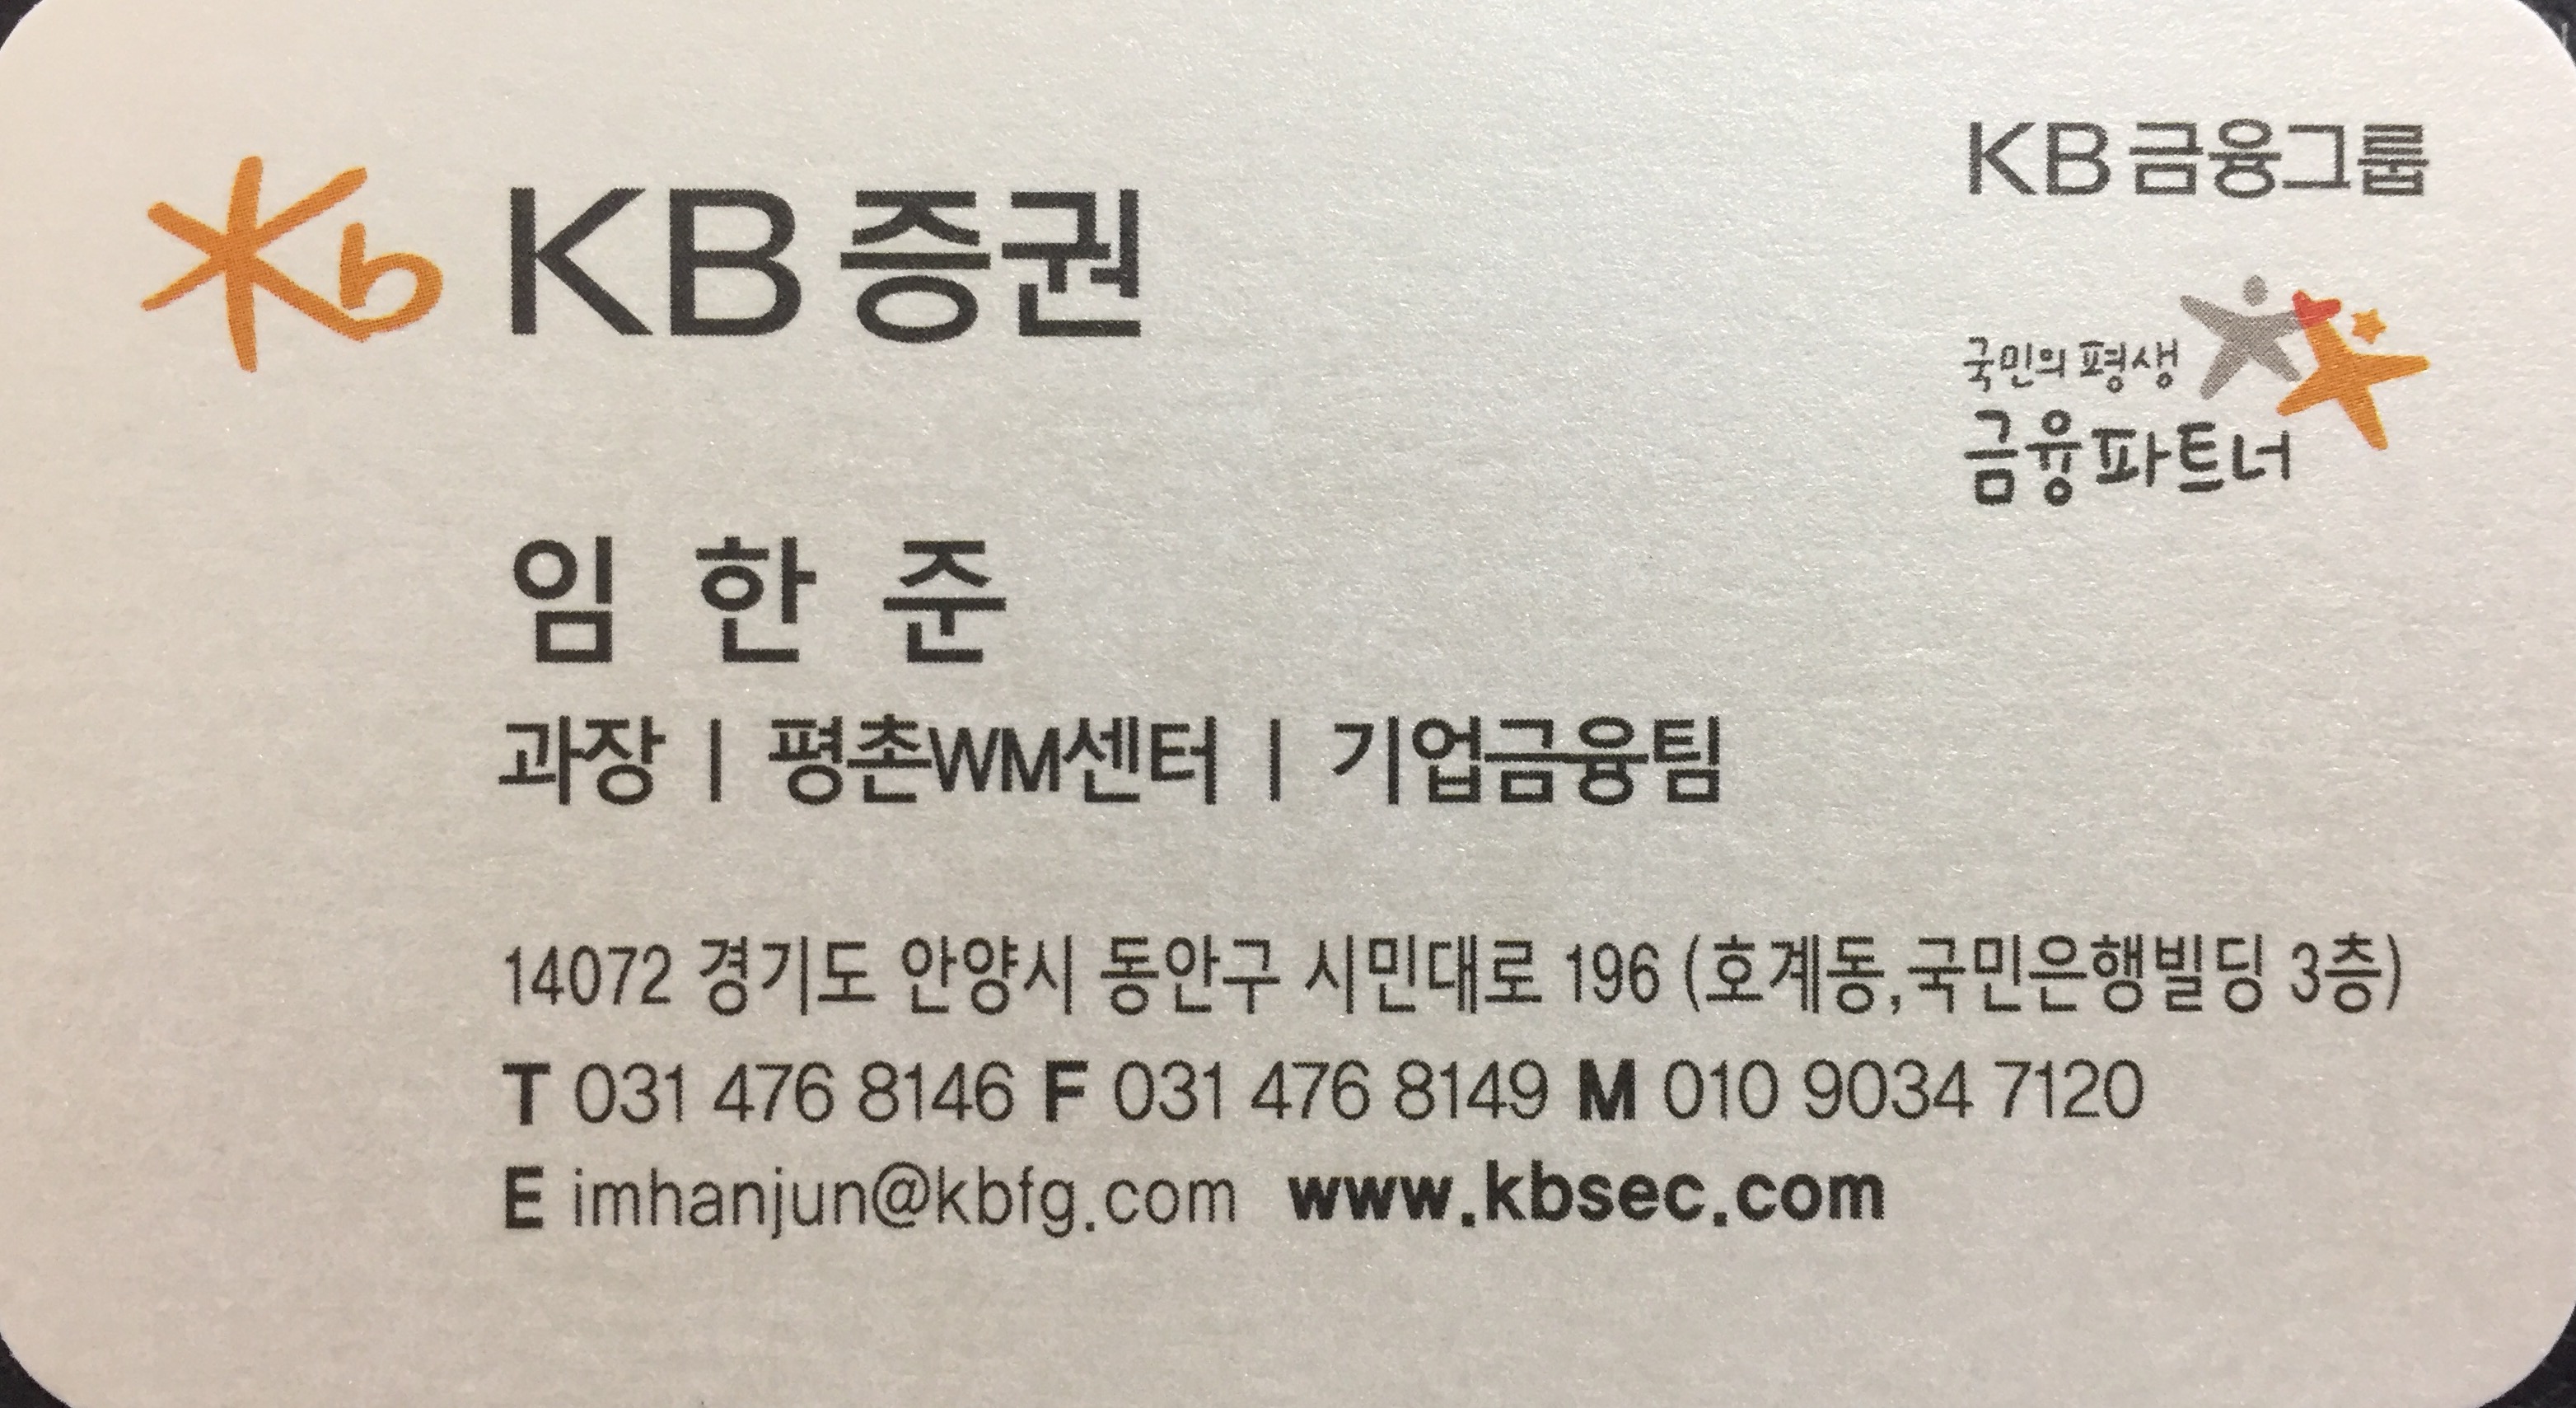 Kb KB증권
KB금융그룹
국민의 평생
금융파트너
임 한 준
과장 | 평촌WM센터 | 기업금융팀
14072 경기도 안양시 동안구 시민대로 196 (호계동,국민은행빌딩 3층)
T 031 476 8146 F 031 476 8149 M 010 9034 7120
E imhanjun@kbfg.com www.kbsec.com